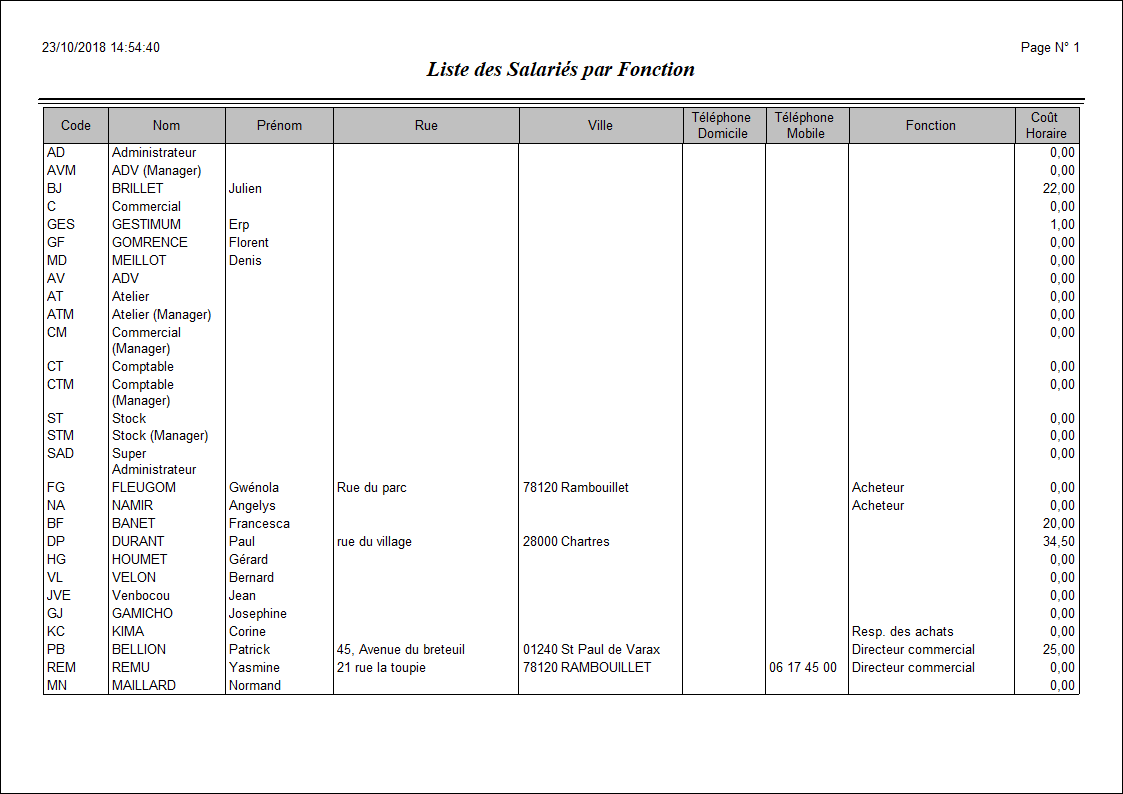 23/10/2018 14:54:40 Page N° 1
Liste des Salariés par Fonction
Code Nom Prénom Rue Ville Téléphone Domicile Téléphone Mobile Fonction Coût Horaire
AD Administrateur 0,00
AVM ADV (Manager) 0,00
BJ BRILLET Julien 22,00
C Commercial 0,00
GES GESTIMUM Erp 1,00
GF GOMRENCE Florent 0,00
MD MEILLOT Denis 0,00
AV ADV 0,00
AT Atelier 0,00
ATM Atelier (Manager) 0,00
CM Commercial 0,00
(Manager)
CT Comptable 0,00
CTM Comptable 0,00
(Manager)
ST Stock 0,00
STM Stock (Manager) 0,00
SAD Super 0,00
Administrateur
FG FLEUGOM Gwénola Rue du parc 78120 Rambouillet Acheteur 0,00
NA NAMIR Angelys Acheteur 0,00
BF BANET Francesca 20,00
DP DURANT Paul rue du village 28000 Chartres 34,50
HG HOUMET Gérard 0,00
VL VELON Bernard 0,00
JVE Venbocou Jean 0,00
GJ GAMICHO Josephine 0,00
KC KIMA Corine Resp. des achats 0,00
PB BELLION Patrick 45, Avenue du breteuil 01240 St Paul de Varax Directeur commercial 25,00
REM REMU Yasmine 21 rue la toupie 78120 RAMBOUILLET 06 17 45 00 Directeur commercial 0,00
MN MAILLARD Normand 0,00